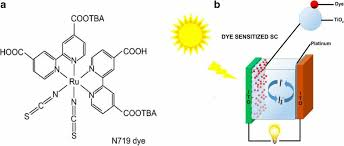 a
COOTBA
HOOC
COOH
N
N
N
N
N
Ru
N
C
C
S
S
COOTBA
N719 dye
b
DYE SENSITIZED SC
Dye
TiO₂
Platinum
I⁻
I₃⁻
ITO
ITO